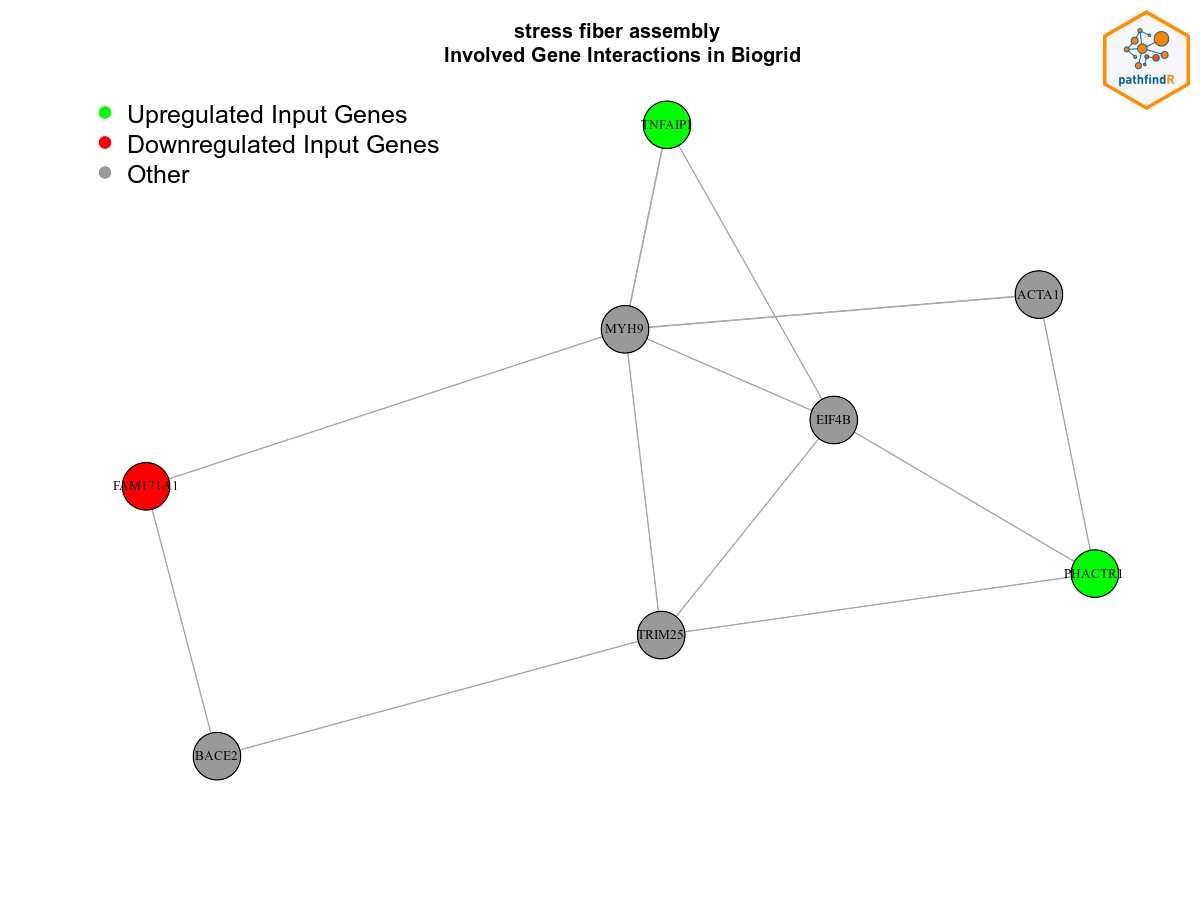 stress fiber assembly
Involved Gene Interactions in Biogrid
pathfindR
Upregulated Input Genes
Downregulated Input Genes
Other
TNFAIP1
ACTA1
MYH9
EIF4B
FAM171A1
PHACTR1
TRIM25
BACE2